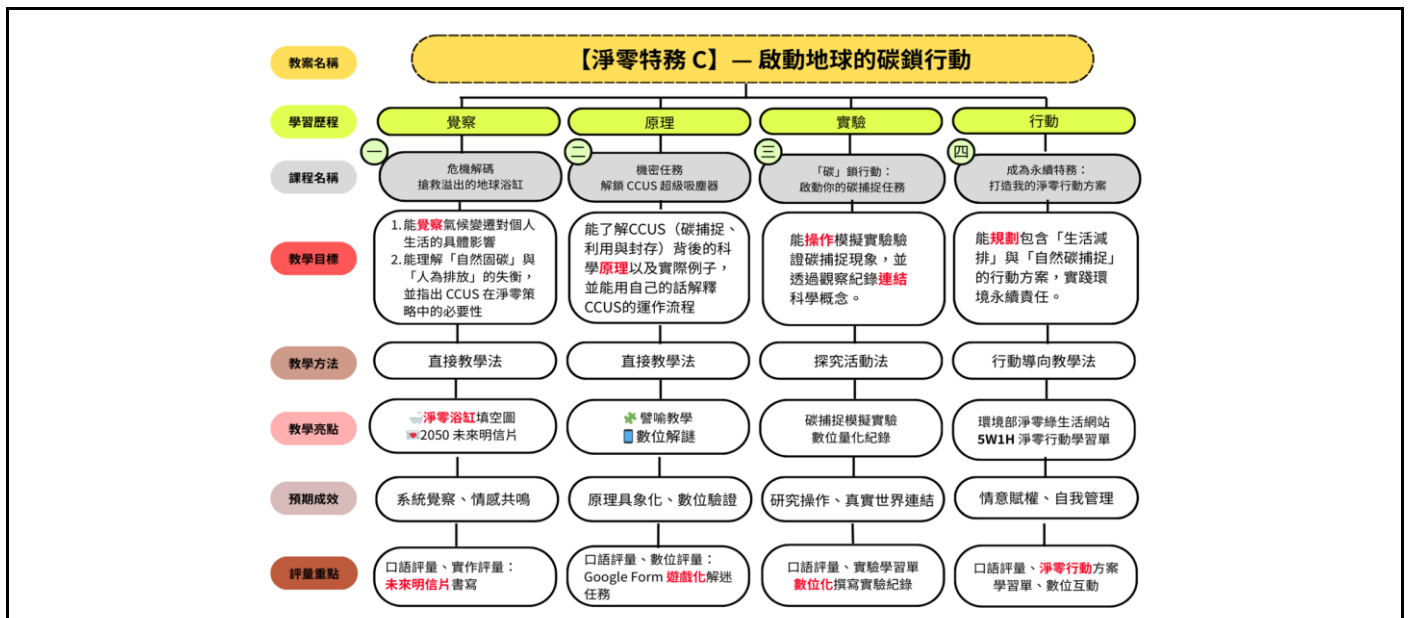 教案名稱
【淨零特務 C】— 啟動地球的碳鎖行動
學習歷程
覺察
原理
實驗
行動
一
二
三
四
課程名稱
危機解碼
搶救溢出的地球浴缸
機密任務
解鎖 CCUS 超級吸塵器
「碳」鎖行動：
啟動你的碳捕捉任務
成為永續特務：
打造我的淨零行動方案
教學目標
1.能覺察氣候變遷對個人
生活的具體影響
2.能理解「自然固碳」與
「人為排放」的失衡，
並指出 CCUS 在淨零策
略中的必要性
能了解CCUS（碳捕捉、
利用與封存）背後的科
學原理以及實際例子，
並能用自己的話解釋
CCUS的運作流程
能操作模擬實驗驗
證碳捕捉現象，並
透過觀察紀錄連結
科學概念。
能規劃包含「生活減
排」與「自然碳捕捉」
的行動方案，實踐環
境永續責任。
教學方法
直接教學法
直接教學法
探究活動法
行動導向教學法
教學亮點
🛁淨零浴缸填空圖
💌2050 未來明信片
🧩 譬喻教學
📱數位解謎
碳捕捉模擬實驗
數位量化紀錄
環境部淨零綠生活網站
5W1H 淨零行動學習單
預期成效
系統覺察、情感共鳴
原理具象化、數位驗證
研究操作、真實世界連結
情意賦權、自我管理
評量重點
口語評量、實作評量：
未來明信片書寫
口語評量、數位評量：
Google Form 遊戲化解迷
任務
口語評量、實驗學習單
數位化撰寫實驗紀錄
口語評量、淨零行動方案
學習單、數位互動